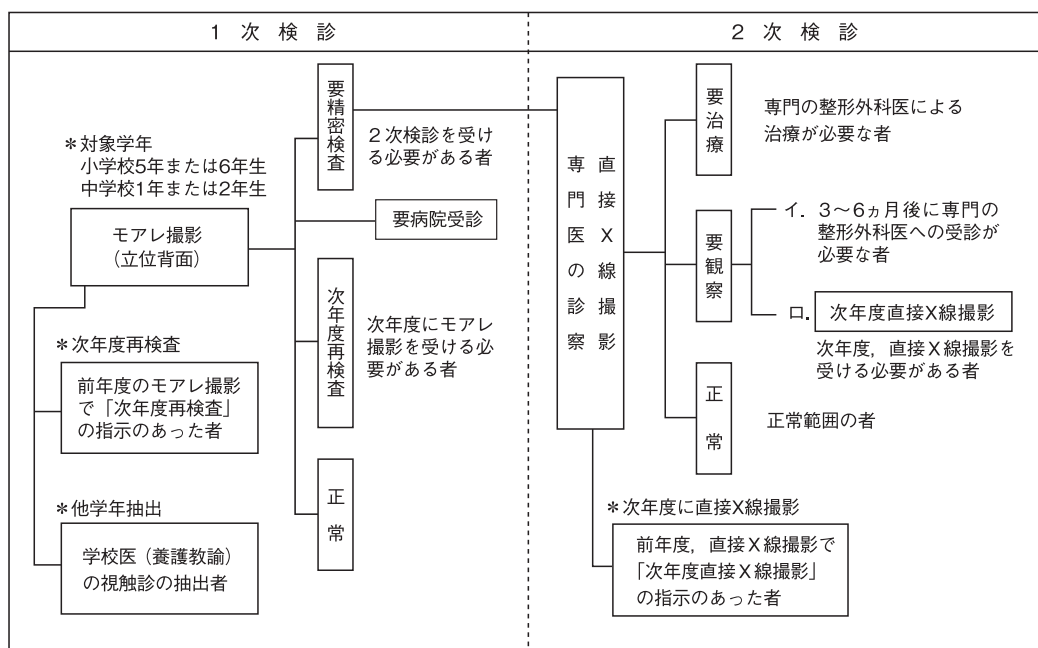 1次検診
2次検診
＊対象学年
小学校5年または6年生
中学校1年または2年生
モアレ撮影
(立位背面)
＊次年度再検査
前年度のモアレ撮影
で「次年度再検査」
の指示のあった者
＊他学年抽出
学校医（養護教諭）
の視触診の抽出者
要精密検査
2次検診を受け
る必要がある者
要病院受診
次年度再検査
次年度にモアレ
撮影を受ける必
要がある者
正常
直接X線撮影
専門医の診察
要治療
専門の整形外科医による
治療が必要な者
要観察
イ．3〜6ヵ月後に専門の
整形外科医への受診が
必要な者
ロ．次年度直接X線撮影
次年度，直接X線撮影を
受ける必要がある者
正常
正常範囲の者
＊次年度に直接X線撮影
前年度，直接X線撮影で
「次年度直接X線撮影」
の指示のあった者